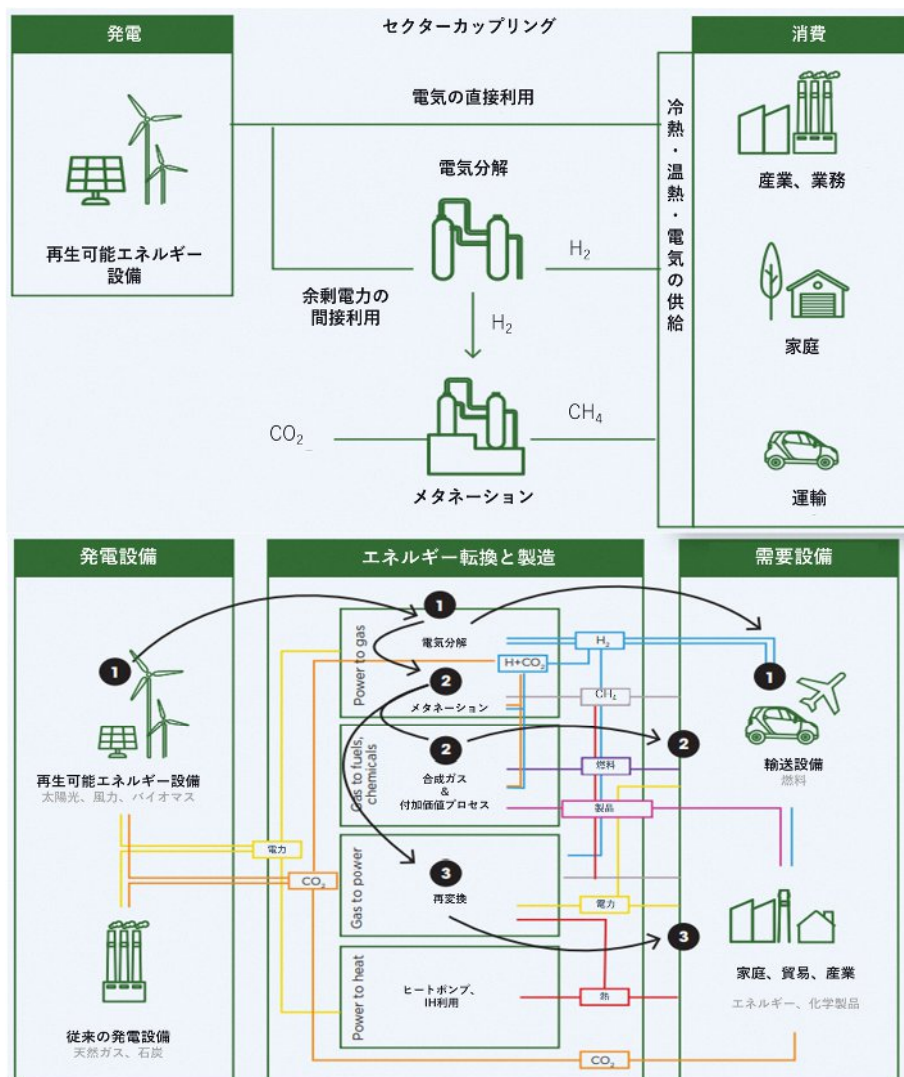 セクターカップリング
発電
再生可能エネルギー
設備
電気の直接利用
電気分解
H₂
余剰電力の
間接利用
H₂
CO₂
CH₄
メタネーション
消費
冷熱・温熱・電気の供給
産業、業務
家庭
運輸
発電設備
1
再生可能エネルギー設備
太陽光、風力、バイオマス
電力
CO₂
従来の発電設備
天然ガス、石炭
エネルギー転換と製造
Power to gas
1
電気分解
2
メタネーション
H₂
H+CO₂
CH₄
Gas to fuels,
chemicals
2
合成ガス
&
付加価値プロセス
燃料
製品
Gas to power
3
再変換
電力
Power to heat
ヒートポンプ、
IH利用
熱
CO₂
需要設備
1
2
輸送設備
燃料
3
家庭、貿易、産業
エネルギー、化学製品